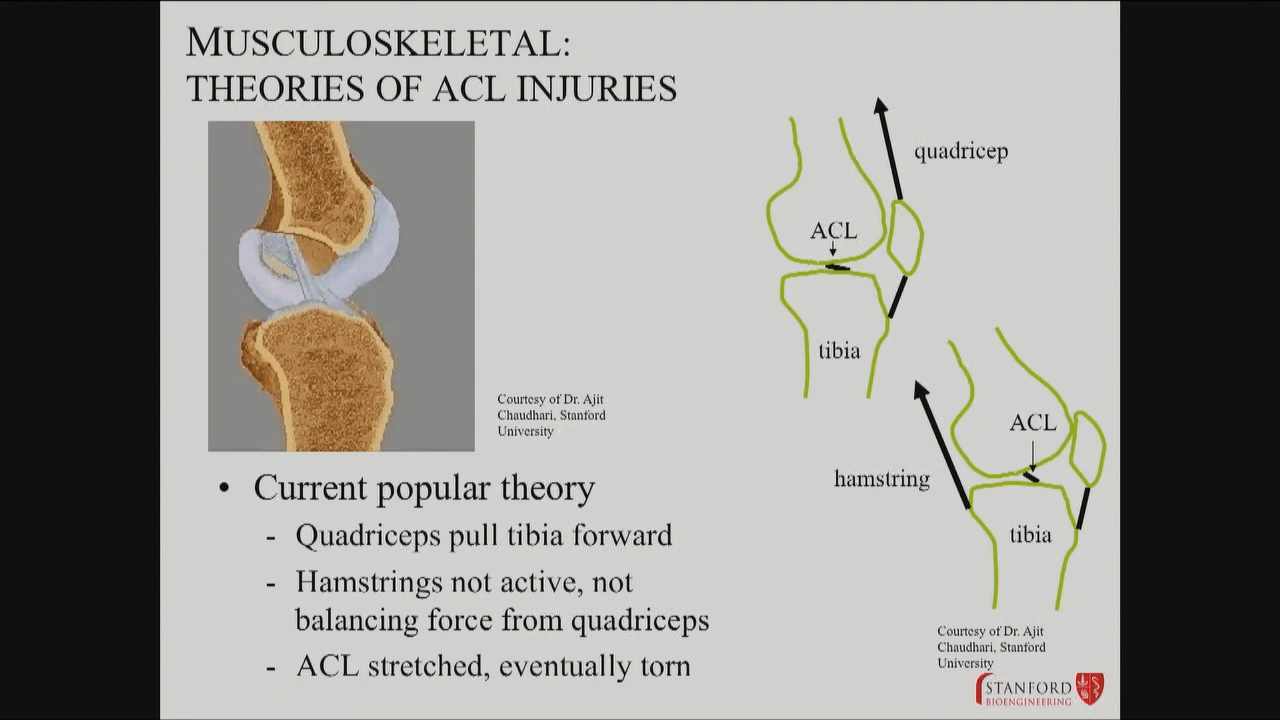 MUSCULOSKELETAL:
THEORIES OF ACL INJURIES
quadricep
ACL
tibia
Courtesy of Dr. Ajit
Chaudhari, Stanford
University
ACL
hamstring
tibia
• Current popular theory
- Quadriceps pull tibia forward
- Hamstrings not active, not
balancing force from quadriceps
- ACL stretched, eventually torn
Courtesy of Dr. Ajit
Chaudhari, Stanford
University
STANFORD
BIOENGINEERING